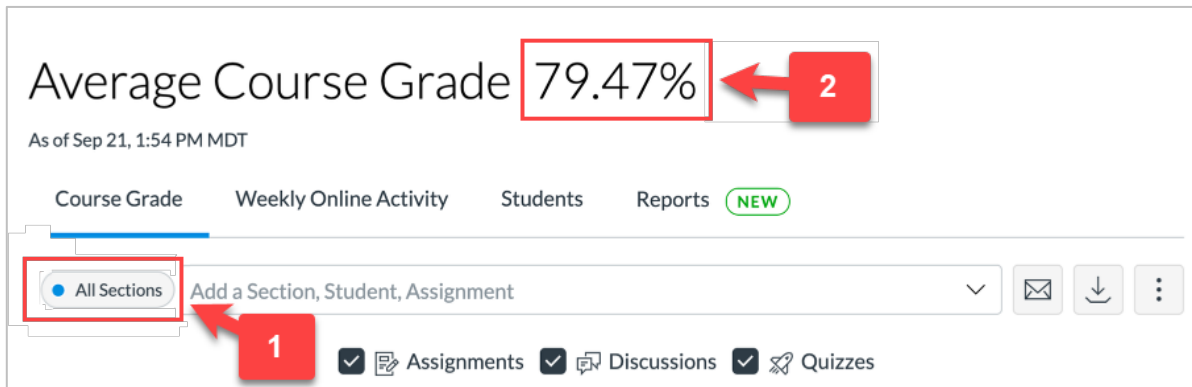 Average Course Grade 79.47% 2
As of Sep 21, 1:54 PM MDT
Course Grade Weekly Online Activity Students Reports NEW
All Sections Add a Section, Student, Assignment
1
Assignments Discussions Quizzes